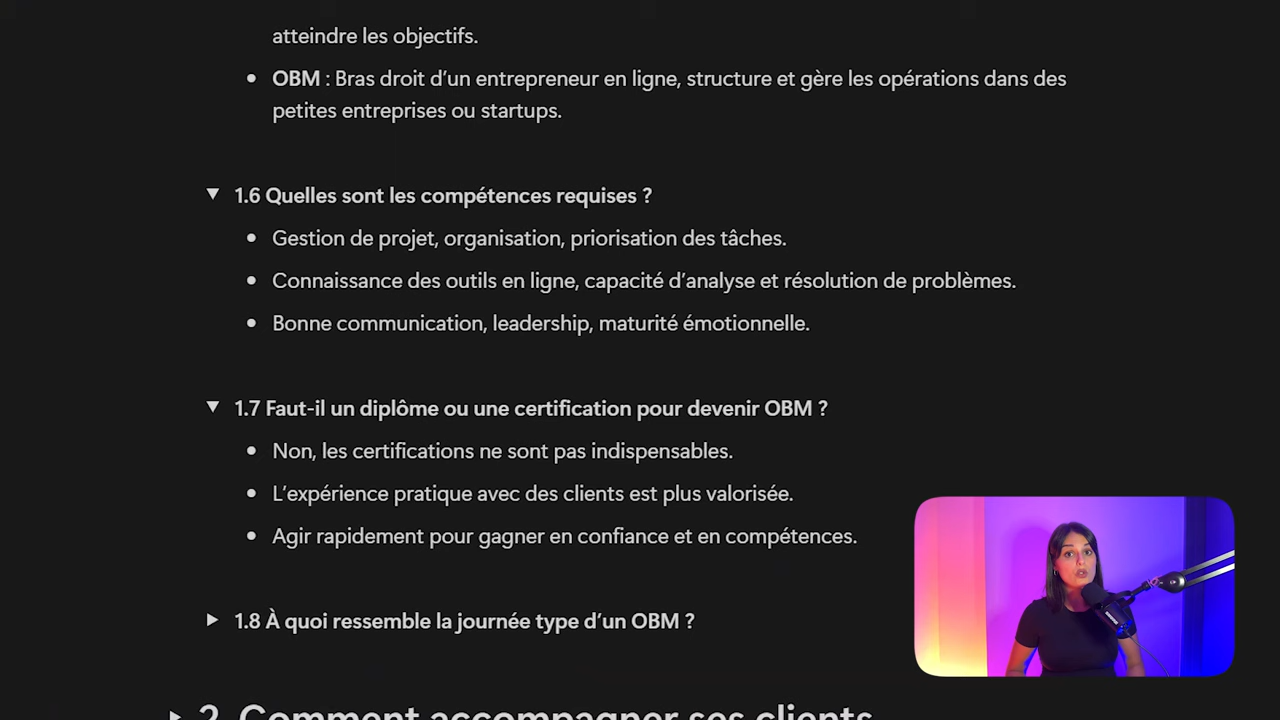 atteindre les objectifs.
OBM : Bras droit d’un entrepreneur en ligne, structure et gère les opérations dans des
petites entreprises ou startups.
1.6 Quelles sont les compétences requises ?
Gestion de projet, organisation, priorisation des tâches.
Connaissance des outils en ligne, capacité d’analyse et résolution de problèmes.
Bonne communication, leadership, maturité émotionnelle.
1.7 Faut-il un diplôme ou une certification pour devenir OBM ?
Non, les certifications ne sont pas indispensables.
L’expérience pratique avec des clients est plus valorisée.
Agir rapidement pour gagner en confiance et en compétences.
1.8 À quoi ressemble la journée type d’un OBM ?
2. Comment accompagner ses clients